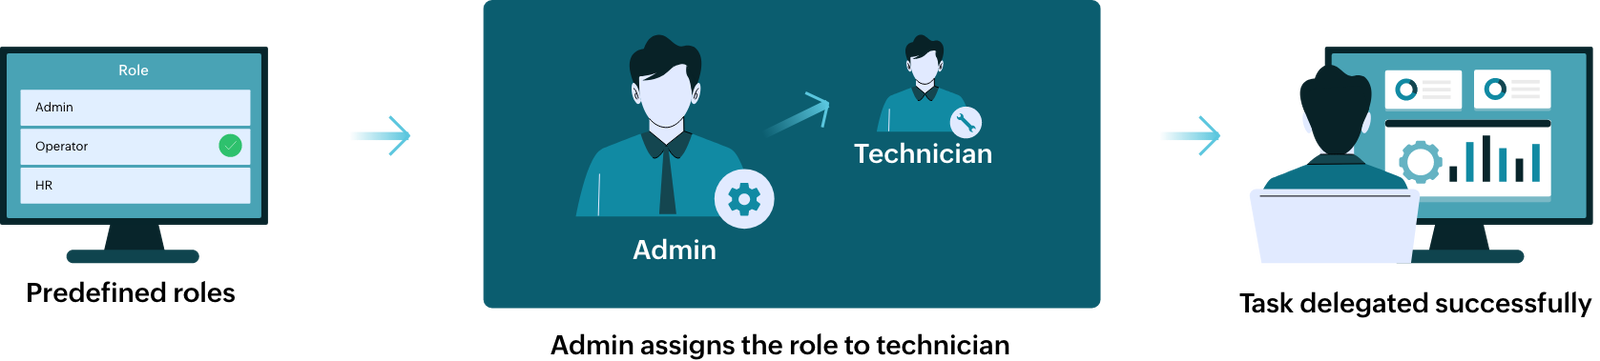 Role
Admin
Operator
HR
Predefined roles
Admin
Technician
Admin assigns the role to technician
Task delegated successfully